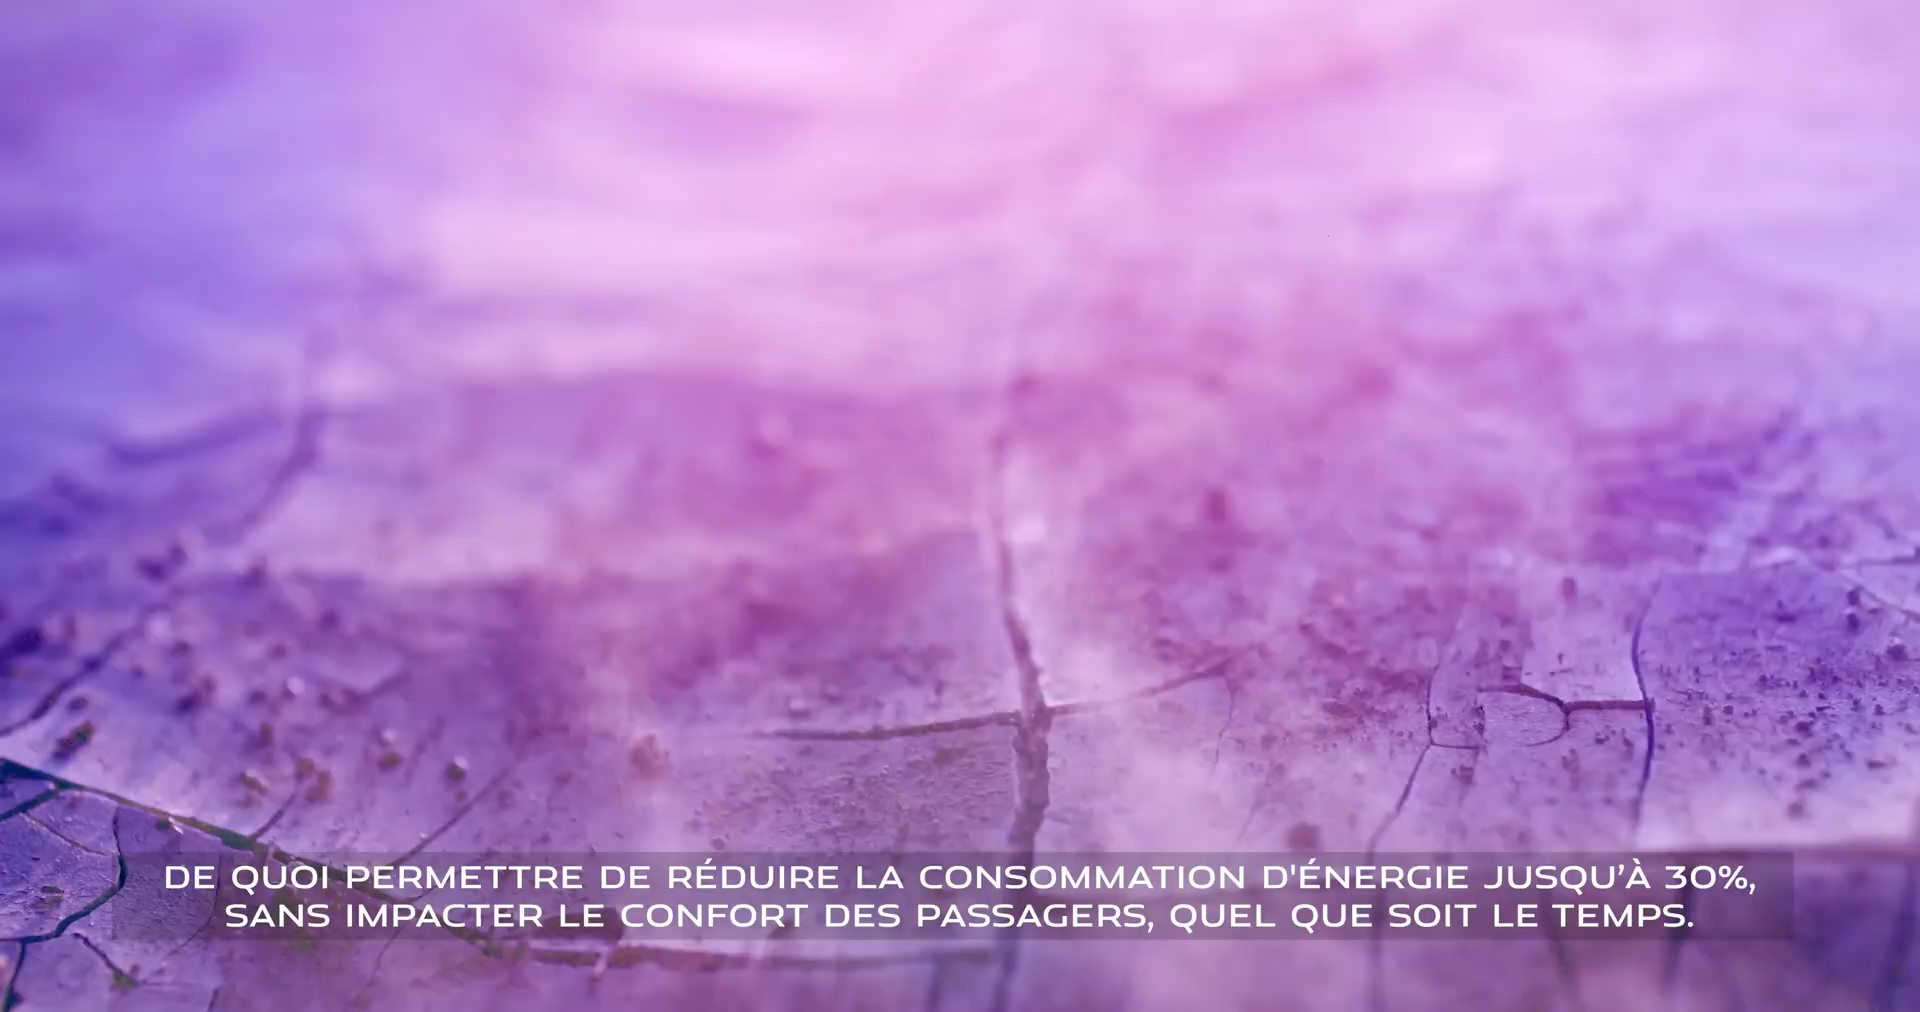 DE QUOI PERMETTRE DE RÉDUIRE LA CONSOMMATION D'ÉNERGIE JUSQU’À 30%,
SANS IMPACTER LE CONFORT DES PASSAGERS, QUEL QUE SOIT LE TEMPS.